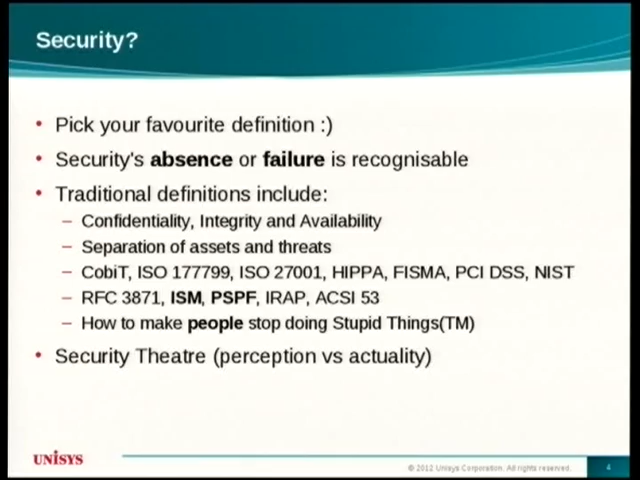 Security?
• Pick your favourite definition :)
• Security's absence or failure is recognisable
• Traditional definitions include:
– Confidentiality, Integrity and Availability
– Separation of assets and threats
– CobiT, ISO 177799, ISO 27001, HIPPA, FISMA, PCI DSS, NIST
– RFC 3871, ISM, PSPF, IRAP, ACSI 53
– How to make people stop doing Stupid Things(TM)
• Security Theatre (perception vs actuality)
UNISYS
© 2012 Unisys Corporation. All rights reserved.
4